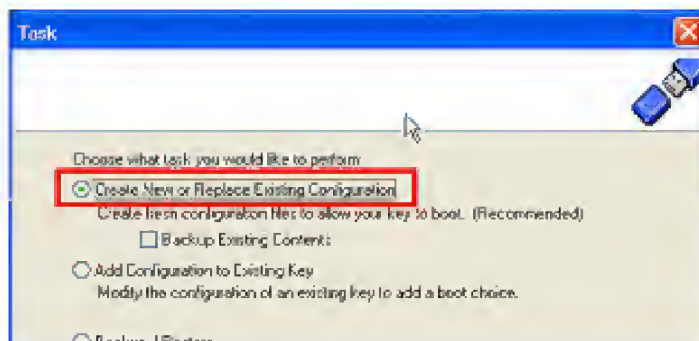 Task
Choose what task you would like to perform
Create New or Replace Existing Configuration
Create fresh configuration files to allow your key to boot. (Recommended)
Backup Existing Contents
Add Configuration to Existing Key
Modify the configuration of an existing key to add a boot choice.